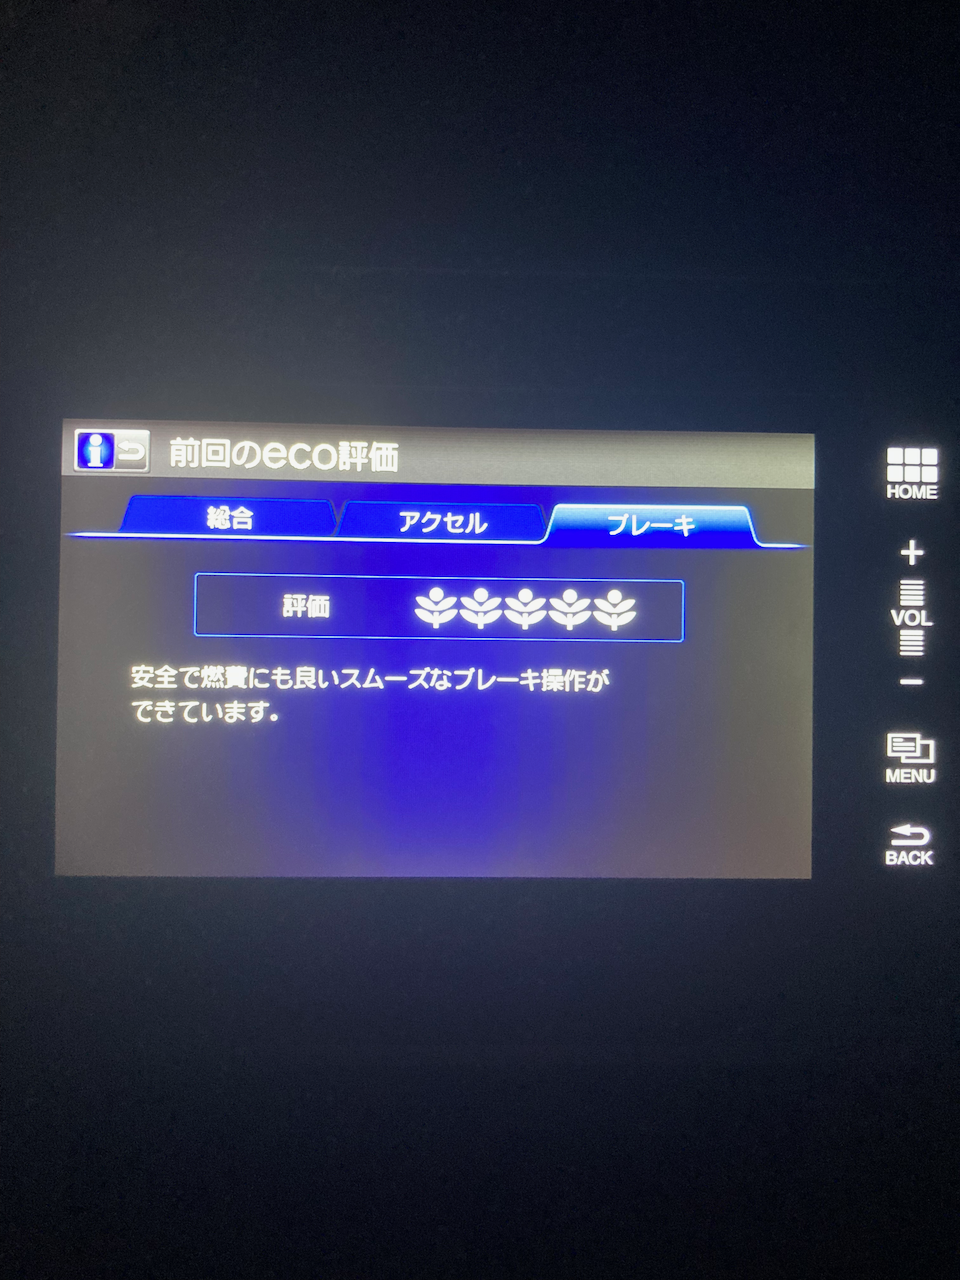 前回のeco評価
総合 アクセル ブレーキ
評価
安全で燃費にも良いスムーズなブレーキ操作が
できています。
HOME
+
VOL
-
MENU
BACK